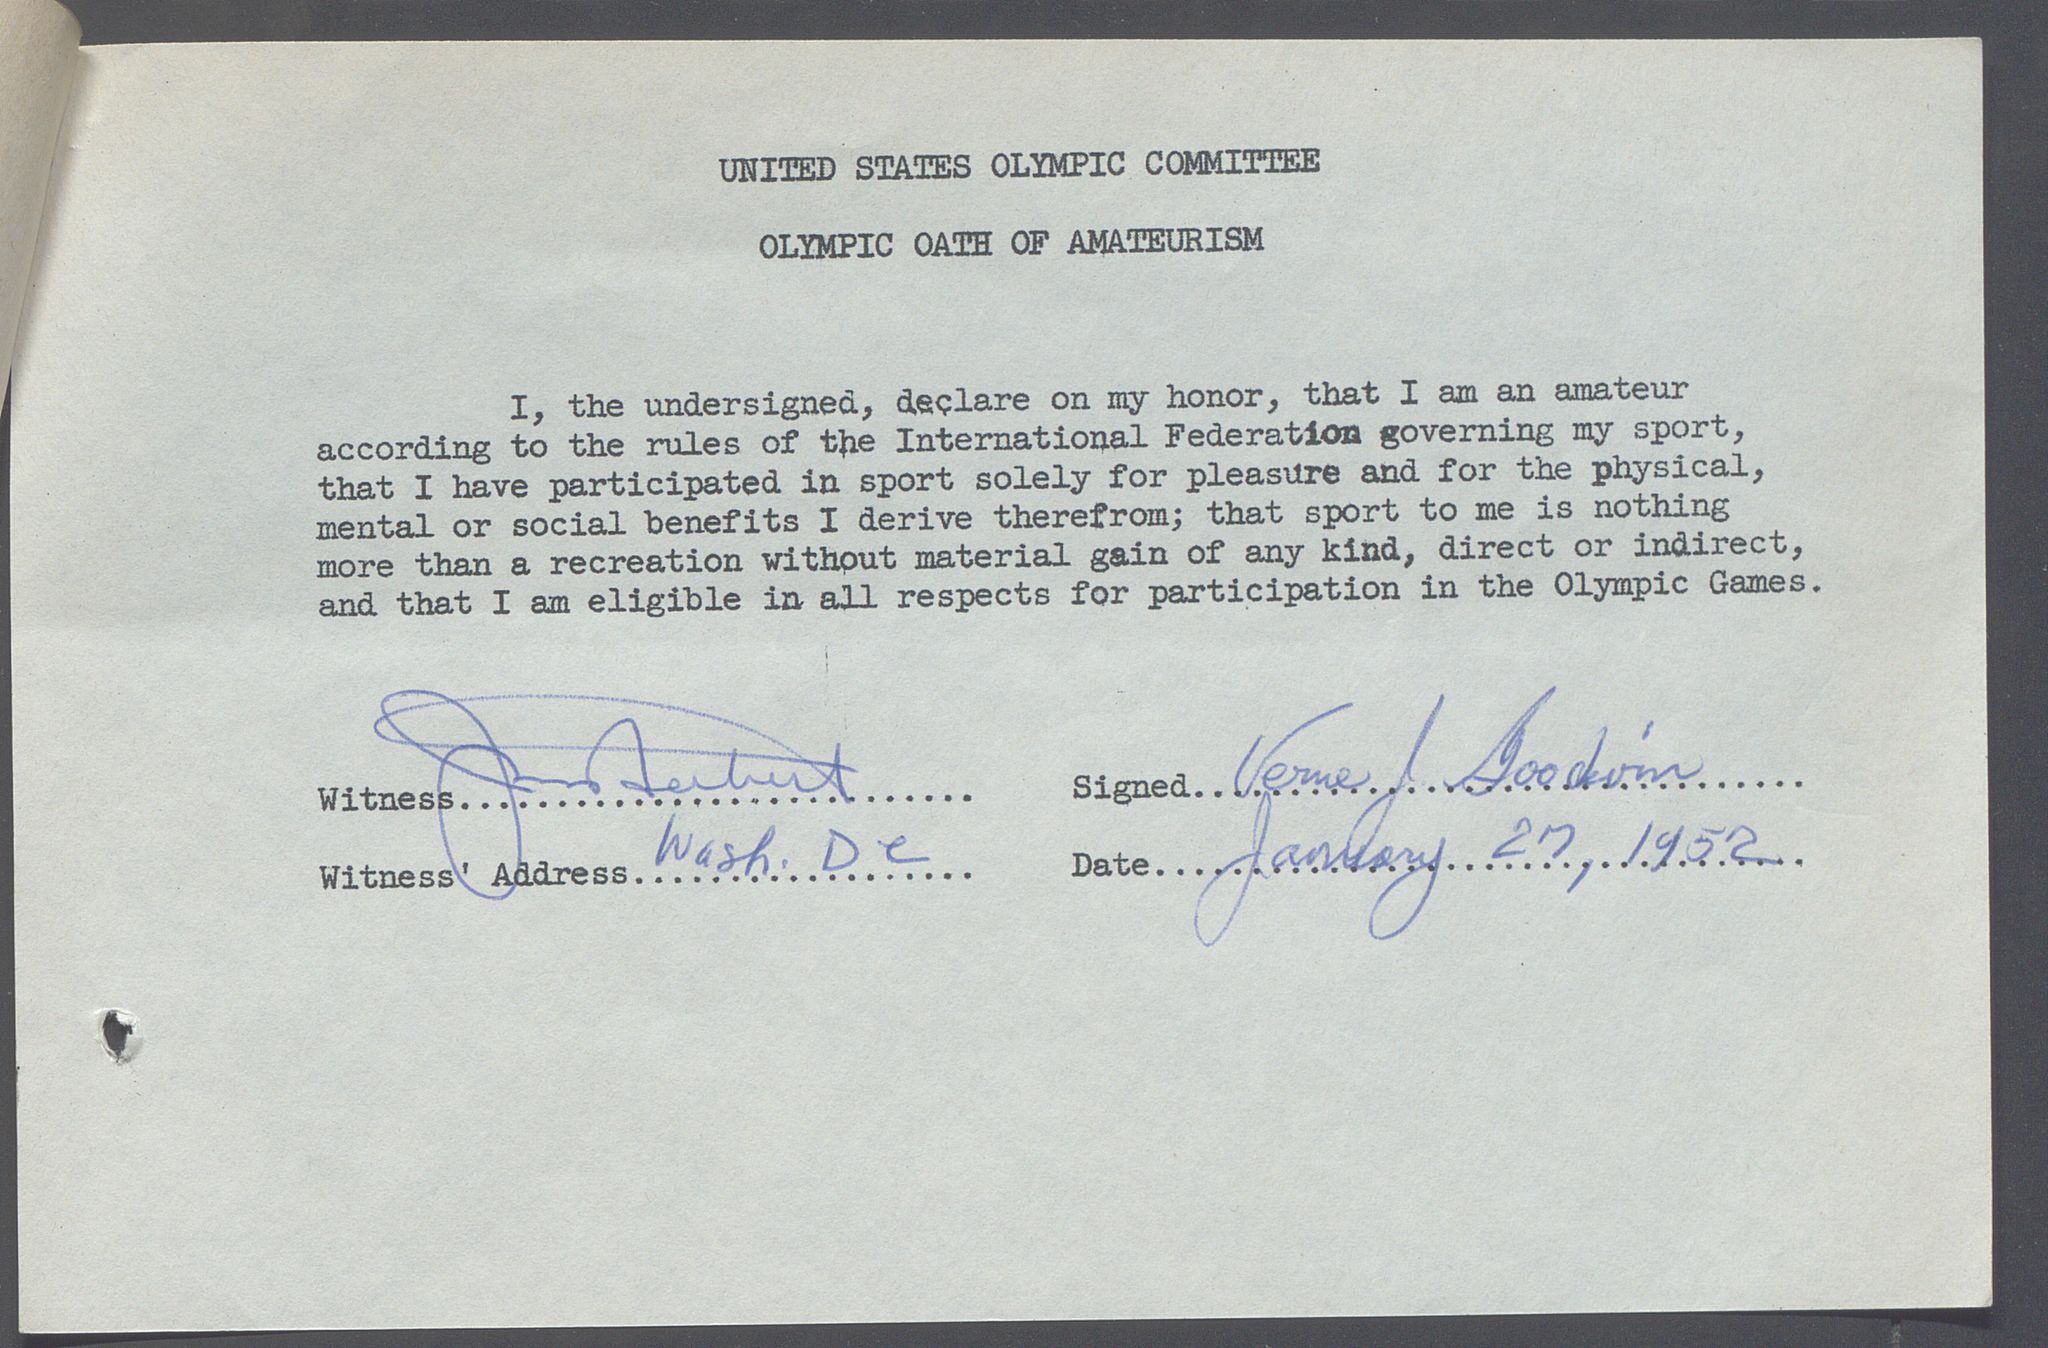 UNITED STATES OLYMPIC COMMITTEE
OLYMPIC OATH OF AMATEURISM
I, the undersigned, declare on my honor, that I am an amateur
according to the rules of the International Federation governing my sport,
that I have participated in sport solely for pleasure and for the physical,
mental or social benefits I derive therefrom; that sport to me is nothing
more than a recreation without material gain of any kind, direct or indirect,
and that I am eligible in all respects for participation in the Olympic Games.
Witness.......... Herbert Signed.......... Verne J. Goodwin
Witness' Address.......... Wash. D C Date.......... January 27, 1952